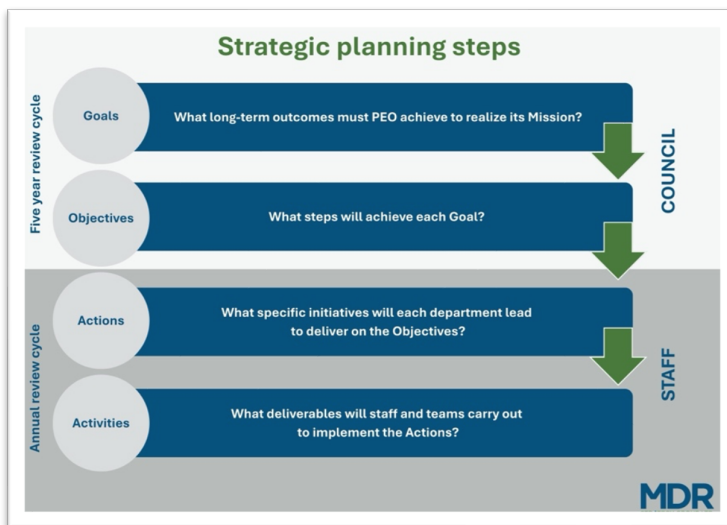 Strategic planning steps
Five year review cycle
Goals
What long-term outcomes must PEO achieve to realize its Mission?
COUNCIL
Objectives
What steps will achieve each Goal?
Annual review cycle
Actions
What specific initiatives will each department lead
to deliver on the Objectives?
STAFF
Activities
What deliverables will staff and teams carry out
to implement the Actions?
MDR